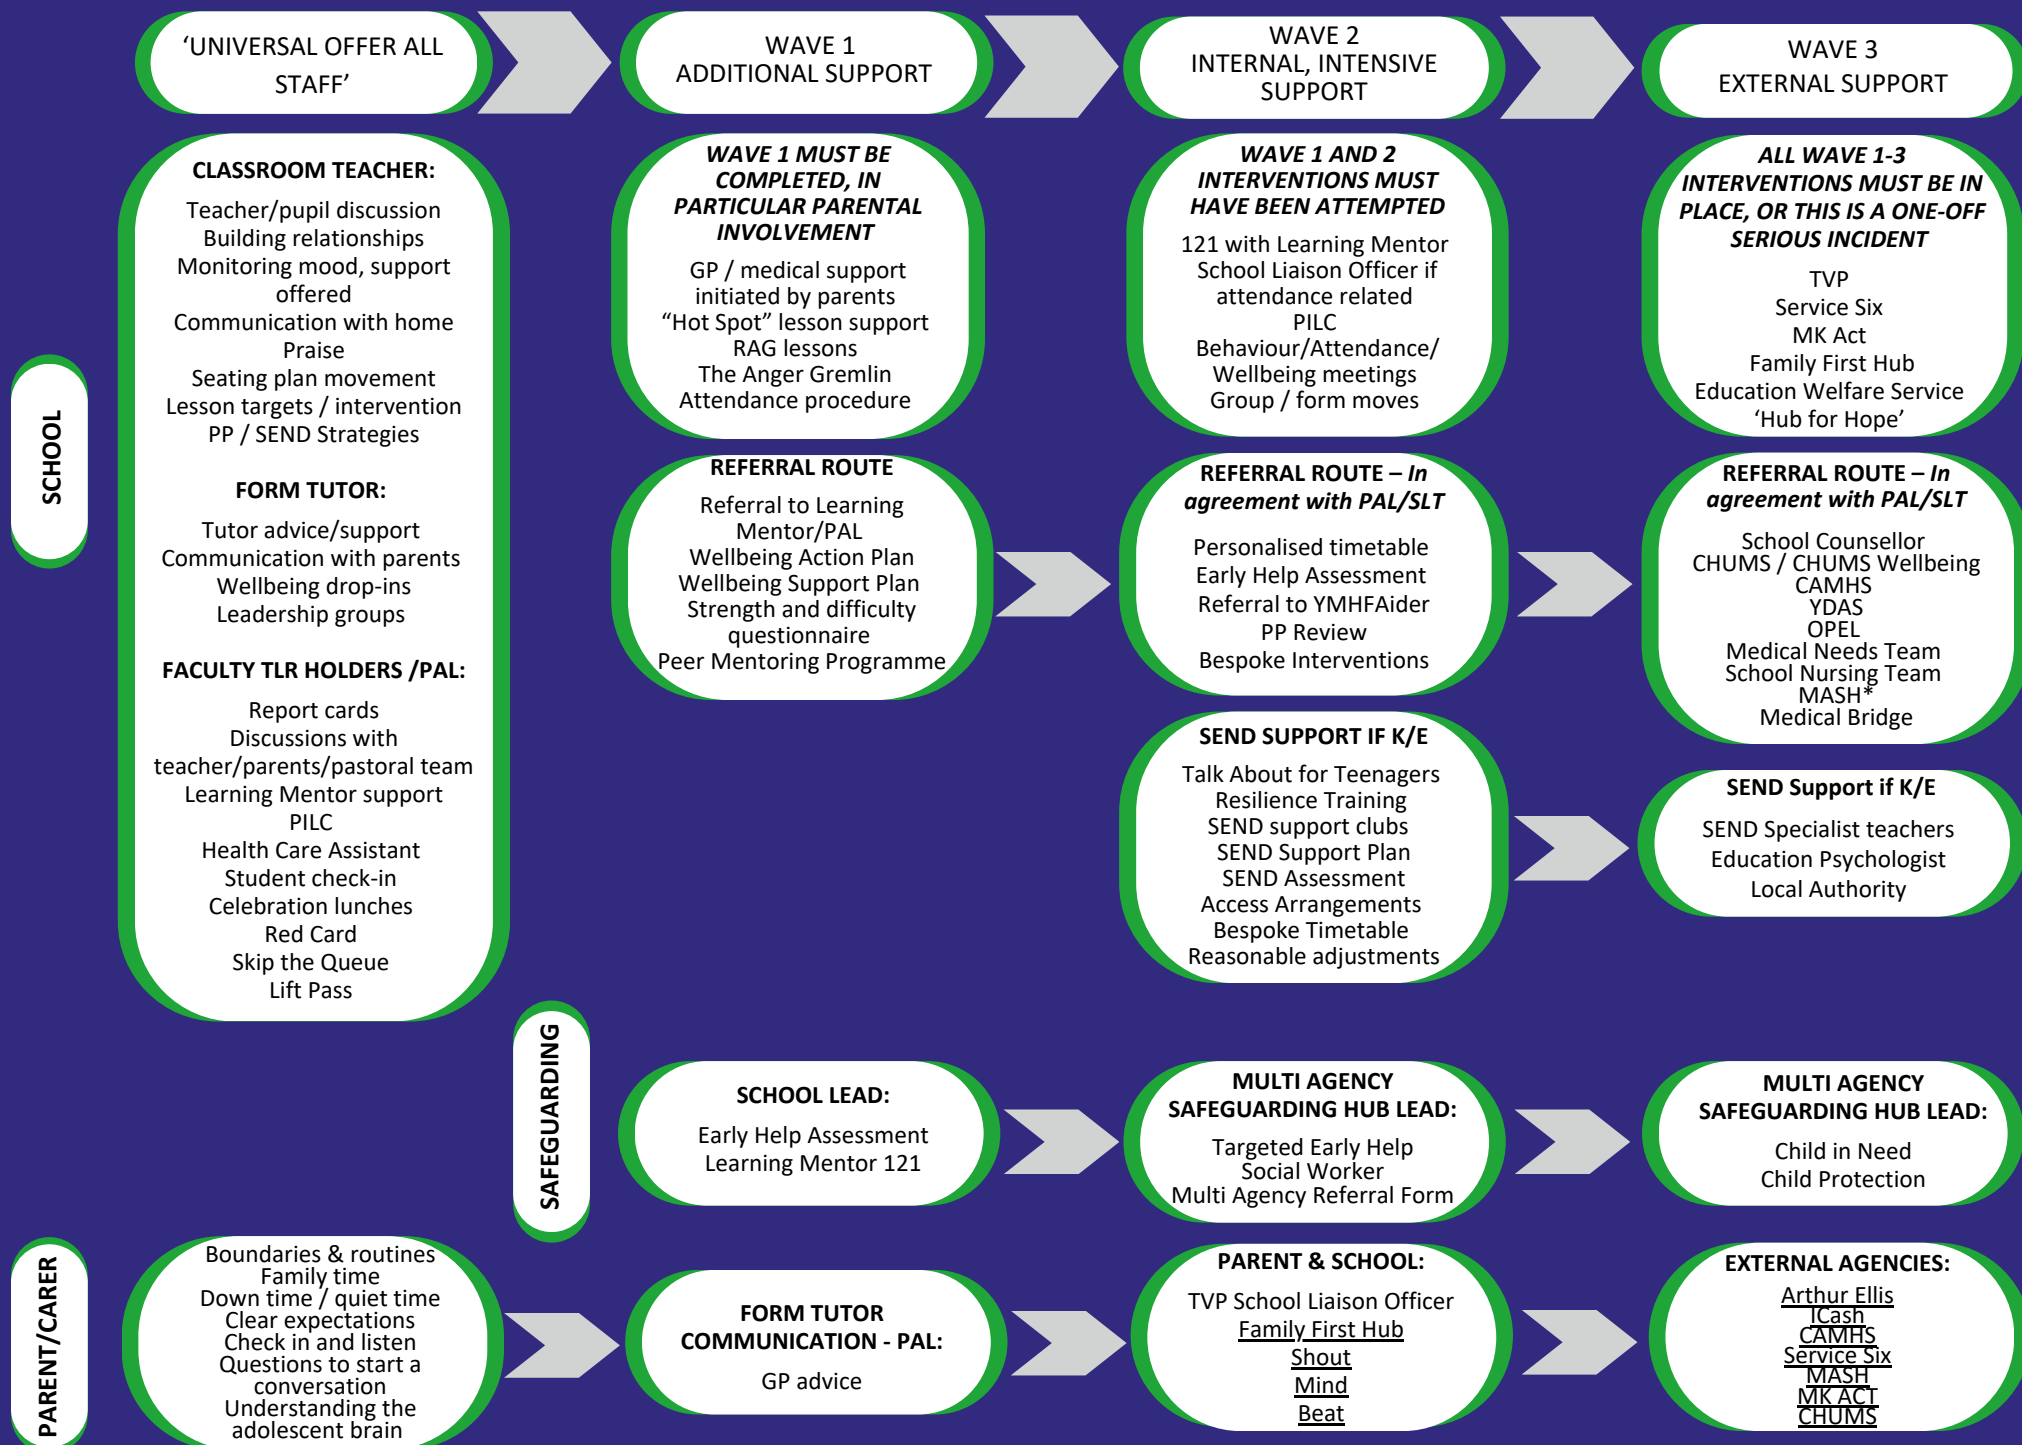 ‘UNIVERSAL OFFER ALL
STAFF’
WAVE 1
ADDITIONAL SUPPORT
WAVE 2
INTERNAL, INTENSIVE
SUPPORT
WAVE 3
EXTERNAL SUPPORT
SCHOOL
CLASSROOM TEACHER:
Teacher/pupil discussion
Building relationships
Monitoring mood, support
offered
Communication with home
Praise
Seating plan movement
Lesson targets / intervention
PP / SEND Strategies
FORM TUTOR:
Tutor advice/support
Communication with parents
Wellbeing drop-ins
Leadership groups
FACULTY TLR HOLDERS /PAL:
Report cards
Discussions with
teacher/parents/pastoral team
Learning Mentor support
PILC
Health Care Assistant
Student check-in
Celebration lunches
Red Card
Skip the Queue
Lift Pass
WAVE 1 MUST BE
COMPLETED, IN
PARTICULAR PARENTAL
INVOLVEMENT
GP / medical support
initiated by parents
“Hot Spot” lesson support
RAG lessons
The Anger Gremlin
Attendance procedure
WAVE 1 AND 2
INTERVENTIONS MUST
HAVE BEEN ATTEMPTED
121 with Learning Mentor
School Liaison Officer if
attendance related
PILC
Behaviour/Attendance/
Wellbeing meetings
Group / form moves
ALL WAVE 1-3
INTERVENTIONS MUST BE IN
PLACE, OR THIS IS A ONE-OFF
SERIOUS INCIDENT
TVP
Service Six
MK Act
Family First Hub
Education Welfare Service
‘Hub for Hope’
REFERRAL ROUTE
Referral to Learning
Mentor/PAL
Wellbeing Action Plan
Wellbeing Support Plan
Strength and difficulty
questionnaire
Peer Mentoring Programme
REFERRAL ROUTE – In
agreement with PAL/SLT
Personalised timetable
Early Help Assessment
Referral to YMHFAider
PP Review
Bespoke Interventions
REFERRAL ROUTE – In
agreement with PAL/SLT
School Counsellor
CHUMS / CHUMS Wellbeing
CAMHS
YDAS
OPEL
Medical Needs Team
School Nursing Team
MASH*
Medical Bridge
SEND SUPPORT IF K/E
Talk About for Teenagers
Resilience Training
SEND support clubs
SEND Support Plan
SEND Assessment
Access Arrangements
Bespoke Timetable
Reasonable adjustments
SEND Support if K/E
SEND Specialist teachers
Education Psychologist
Local Authority
SAFEGUARDING
SCHOOL LEAD:
Early Help Assessment
Learning Mentor 121
MULTI AGENCY
SAFEGUARDING HUB LEAD:
Targeted Early Help
Social Worker
Multi Agency Referral Form
MULTI AGENCY
SAFEGUARDING HUB LEAD:
Child in Need
Child Protection
PARENT/CARER
Boundaries & routines
Family time
Down time / quiet time
Clear expectations
Check in and listen
Questions to start a
conversation
Understanding the
adolescent brain
FORM TUTOR
COMMUNICATION - PAL:
GP advice
PARENT & SCHOOL:
TVP School Liaison Officer
Family First Hub
Shout
Mind
Beat
EXTERNAL AGENCIES:
Arthur Ellis
ICash
CAMHS
Service Six
MASH
MK ACT
CHUMS